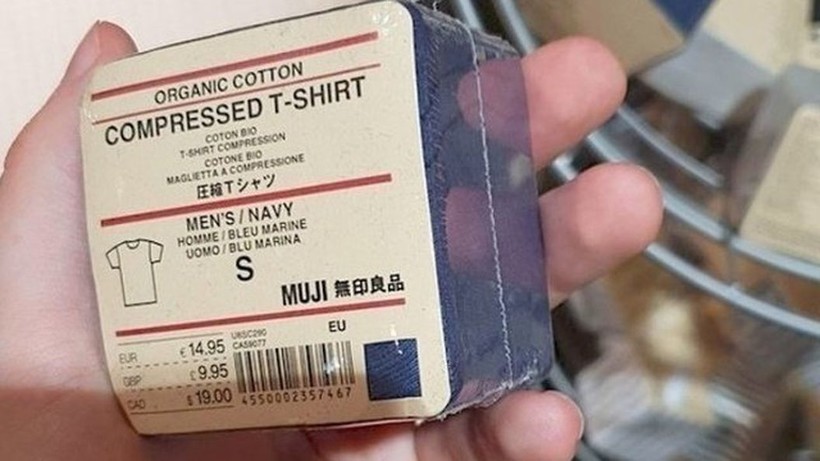 ORGANIC COTTON
COMPRESSED T-SHIRT
COTON BIO
T-SHIRT COMPRESSION
COTONE BIO
MAGLIETTA A COMPRESSIONE
圧縮Tシャツ
MEN'S / NAVY
HOMME / BLEU MARINE
UOMO / BLU MARINA
S
MUJI 無印良品
EU
EUR € 14.95
GBP £ 9.95
CAD $ 19.00
CA59077
4550002357467